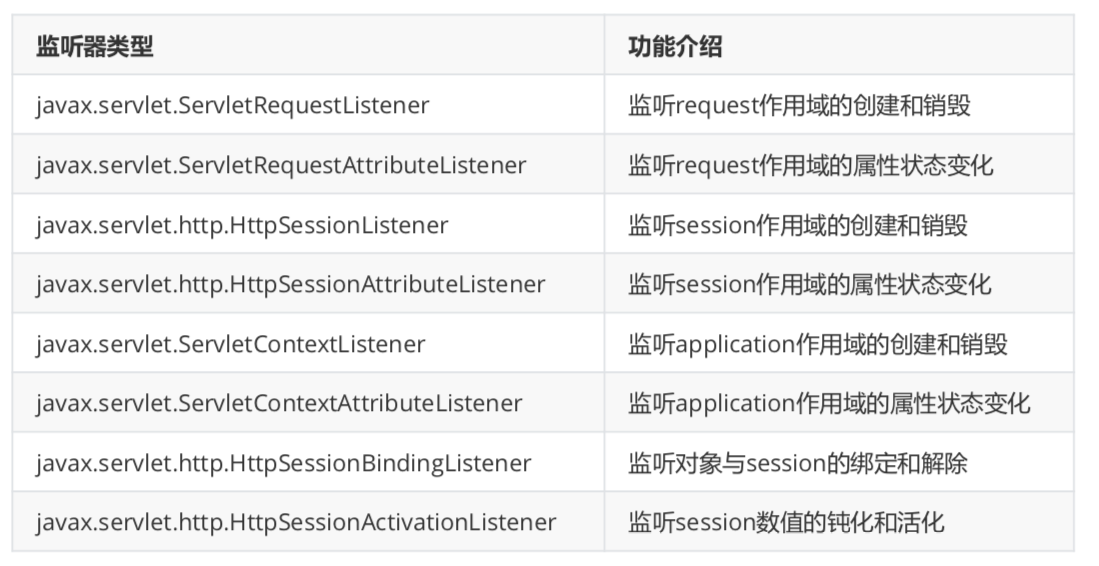 监听器类型 功能介绍
javax.servlet.ServletRequestListener 监听request作用域的创建和销毁
javax.servlet.ServletRequestAttributeListener 监听request作用域的属性状态变化
javax.servlet.http.HttpSessionListener 监听session作用域的创建和销毁
javax.servlet.http.HttpSessionAttributeListener 监听session作用域的属性状态变化
javax.servlet.ServletContextListener 监听application作用域的创建和销毁
javax.servlet.ServletContextAttributeListener 监听application作用域的属性状态变化
javax.servlet.http.HttpSessionBindingListener 监听对象与session的绑定和解除
javax.servlet.http.HttpSessionActivationListener 监听session数值的钝化和活化